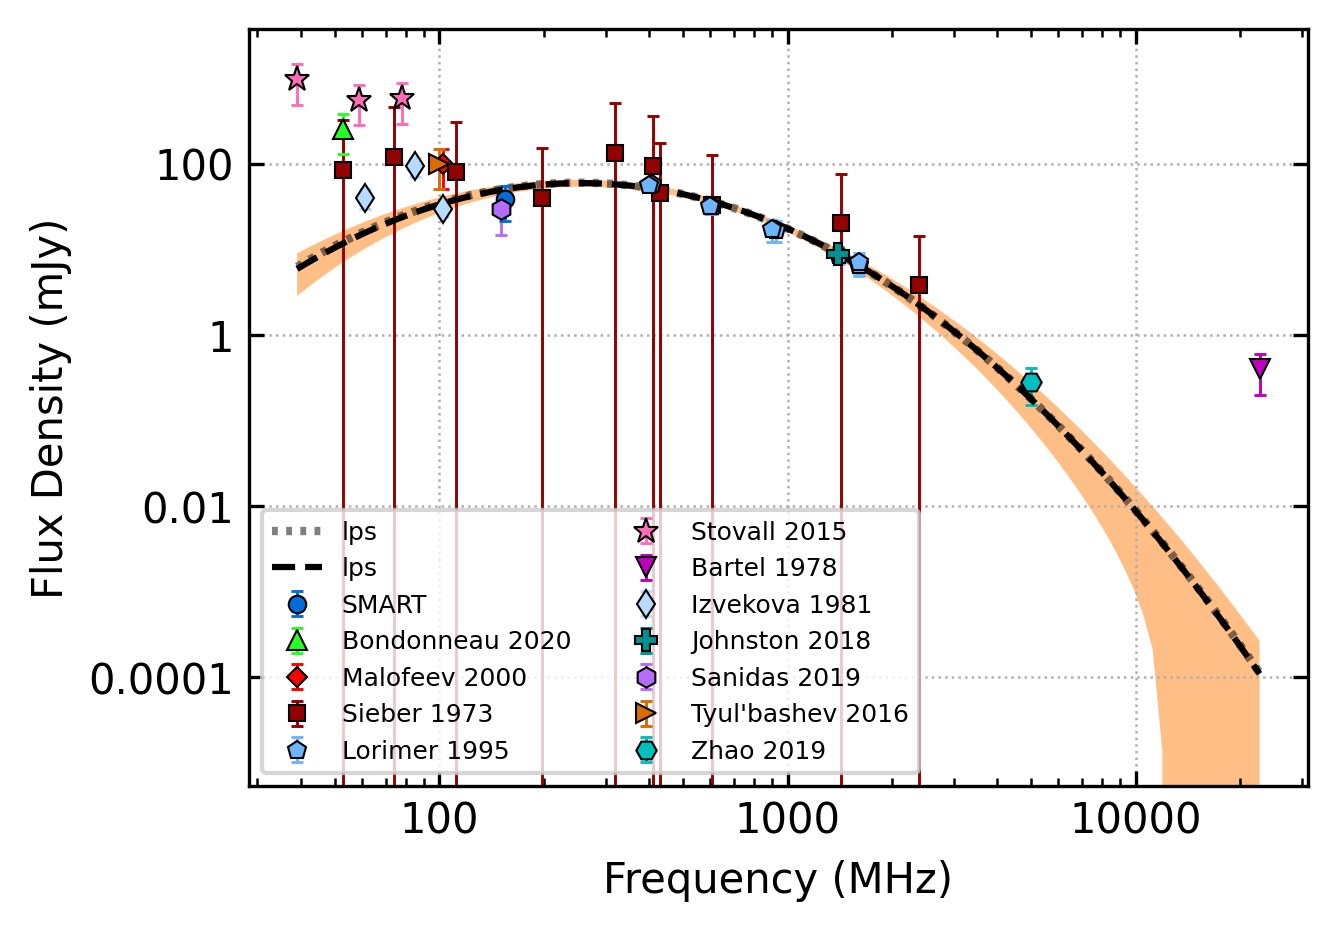 Flux Density (mJy)
100
1
0.01
0.0001
lps
lps
SMART
Bondonneau 2020
Malofeev 2000
Sieber 1973
Lorimer 1995
Stovall 2015
Bartel 1978
Izvekova 1981
Johnston 2018
Sanidas 2019
Tyul'bashev 2016
Zhao 2019
100
1000
10000
Frequency (MHz)